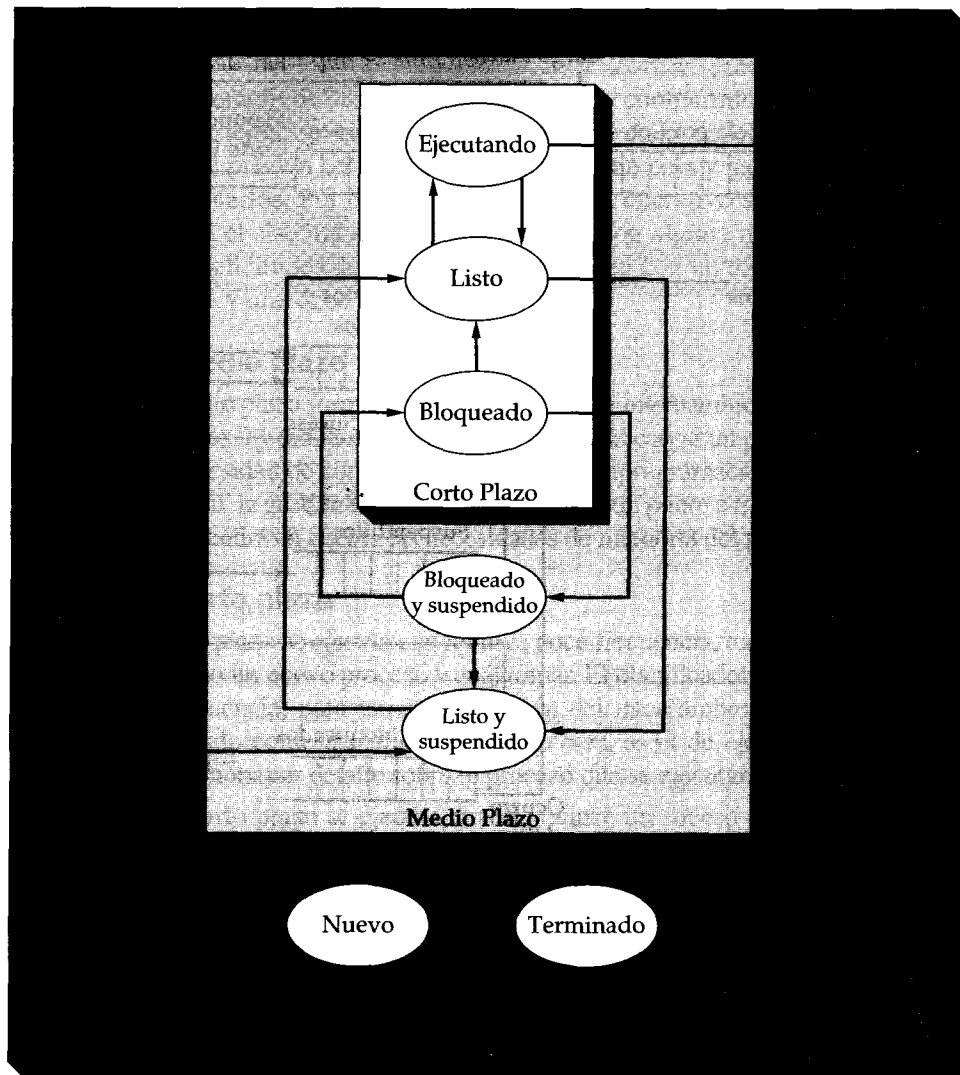 Ejecutando
Listo
Bloqueado
Corto Plazo
Bloqueado
y suspendido
Listo y
suspendido
Medio Plazo
Nuevo
Terminado